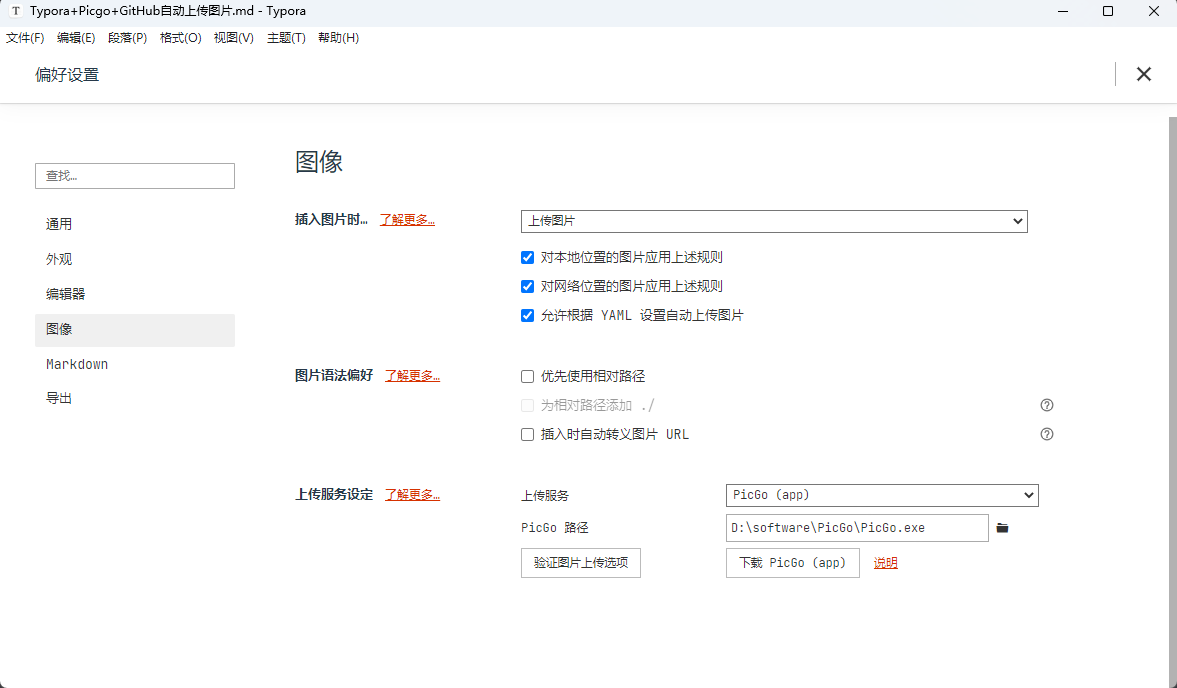 Typora+Picgo+GitHub自动上传图片.md - Typora
文件(F) 编辑(E) 段落(P) 格式(O) 视图(V) 主题(T) 帮助(H)
偏好设置
查找…
通用
外观
编辑器
图像
Markdown
导出
图像
插入图片时… 了解更多…
上传图片
对本地位置的图片应用上述规则
对网络位置的图片应用上述规则
允许根据 YAML 设置自动上传图片
图片语法偏好 了解更多…
优先使用相对路径
为相对路径添加 ./
插入时自动转义图片 URL
上传服务设定 了解更多…
上传服务 PicGo (app)
PicGo 路径 D:\software\PicGo\PicGo.exe
验证图片上传选项 下载 PicGo (app) 说明